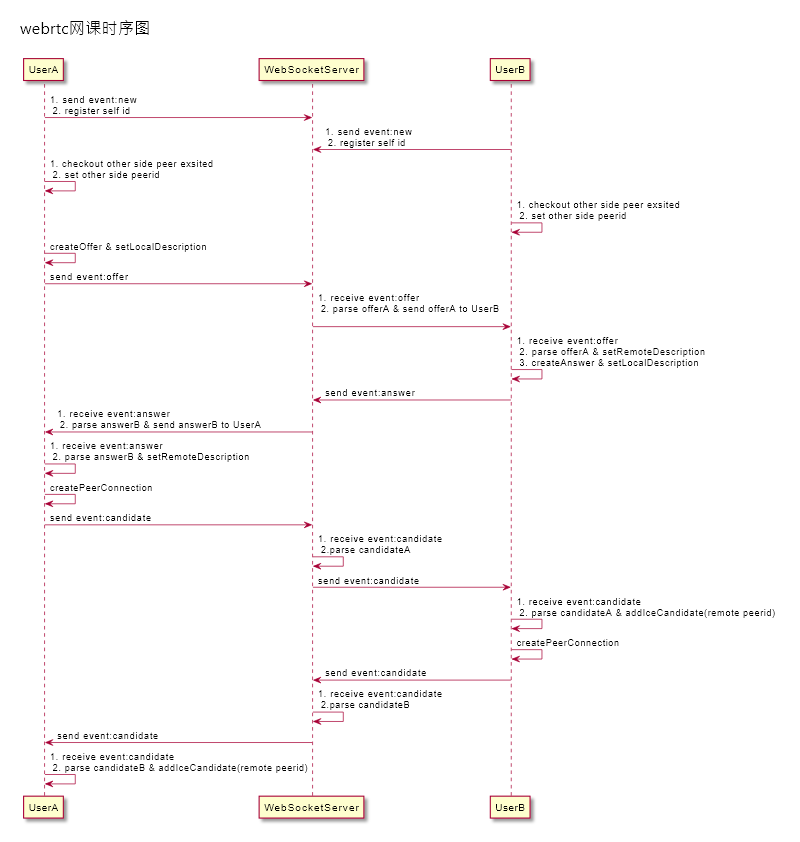 webrtc网课时序图
UserA
WebSocketServer
UserB
1. send event:new
2. register self id
1. send event:new
2. register self id
1. checkout other side peer exsited
2. set other side peerid
1. checkout other side peer exsited
2. set other side peerid
createOffer & setLocalDescription
send event:offer
1. receive event:offer
2. parse offerA & send offerA to UserB
1. receive event:offer
2. parse offerA & setRemoteDescription
3. createAnswer & setLocalDescription
send event:answer
1. receive event:answer
2. parse answerB & send answerB to UserA
1. receive event:answer
2. parse answerB & setRemoteDescription
createPeerConnection
send event:candidate
1. receive event:candidate
2.parse candidateA
send event:candidate
1. receive event:candidate
2. parse candidateA & addIceCandidate(remote peerid)
createPeerConnection
send event:candidate
1. receive event:candidate
2.parse candidateB
send event:candidate
1. receive event:candidate
2. parse candidateB & addIceCandidate(remote peerid)
UserA
WebSocketServer
UserB